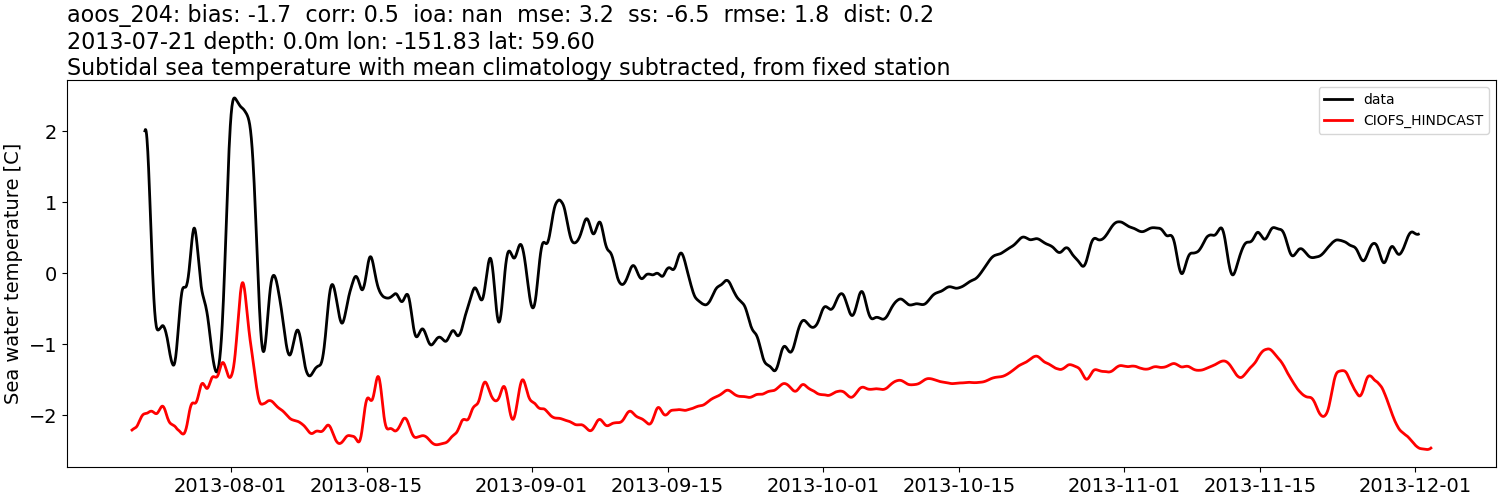 aoos_204: bias: -1.7  corr: 0.5  ioa: nan  mse: 3.2  ss: -6.5  rmse: 1.8  dist: 0.2
2013-07-21 depth: 0.0m lon: -151.83 lat: 59.60
Subtidal sea temperature with mean climatology subtracted, from fixed station
data
CIOFS_HINDCAST
Sea water temperature [C]
2
1
0
−1
−2
2013-08-01 2013-08-15 2013-09-01 2013-09-15 2013-10-01 2013-10-15 2013-11-01 2013-11-15 2013-12-01